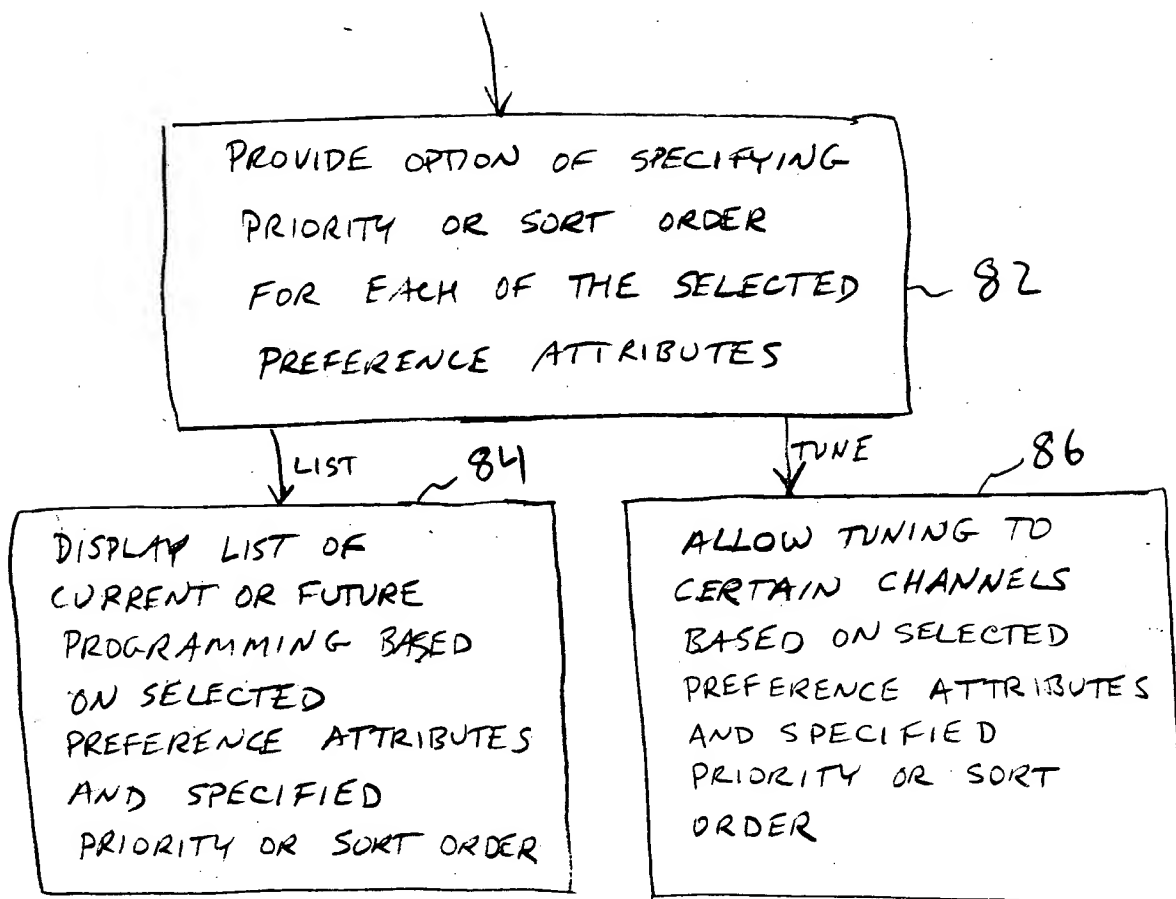 PROVIDE OPTION OF SPECIFYING
PRIORITY OR SORT ORDER
FOR EACH OF THE SELECTED
PREFERENCE ATTRIBUTES
82
LIST
84
TUNE
86
DISPLAY LIST OF
CURRENT OR FUTURE
PROGRAMMING BASED
ON SELECTED
PREFERENCE ATTRIBUTES
AND SPECIFIED
PRIORITY OR SORT ORDER
ALLOW TUNING TO
CERTAIN CHANNELS
BASED ON SELECTED
PREFERENCE ATTRIBUTES
AND SPECIFIED
PRIORITY OR SORT
ORDER